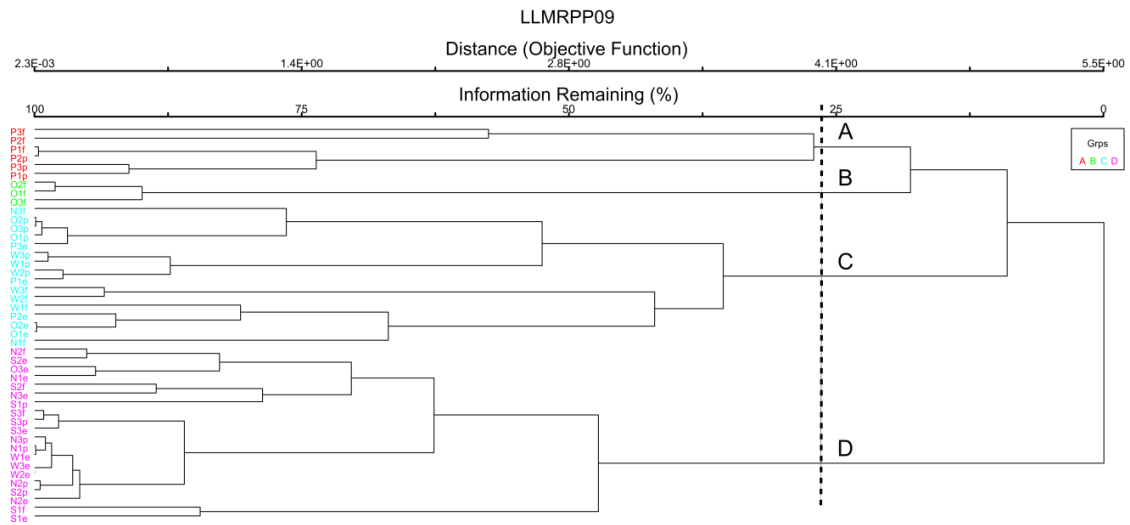 LLMRPP09
Distance (Objective Function)
2.3E-03 1.4E+00 2.8E+00 4.1E+00 5.5E+00
Information Remaining (%)
100 75 50 25 0
P3f
P2f
P1f
P2p
P3p
P1p
O2f
O1f
O3f
N3f
O2p
O3p
O1p
P3e
W3p
W1p
W2p
P1e
W3f
W2f
W1f
P2e
O2e
O1e
N1f
N2f
S2e
O3e
N1e
S2f
N3e
S1p
S3f
S3p
S3e
N3p
N1p
W1e
W3e
W2e
N2p
S2p
N2e
S1f
S1e
A
B
C
D
Grps
A B C D